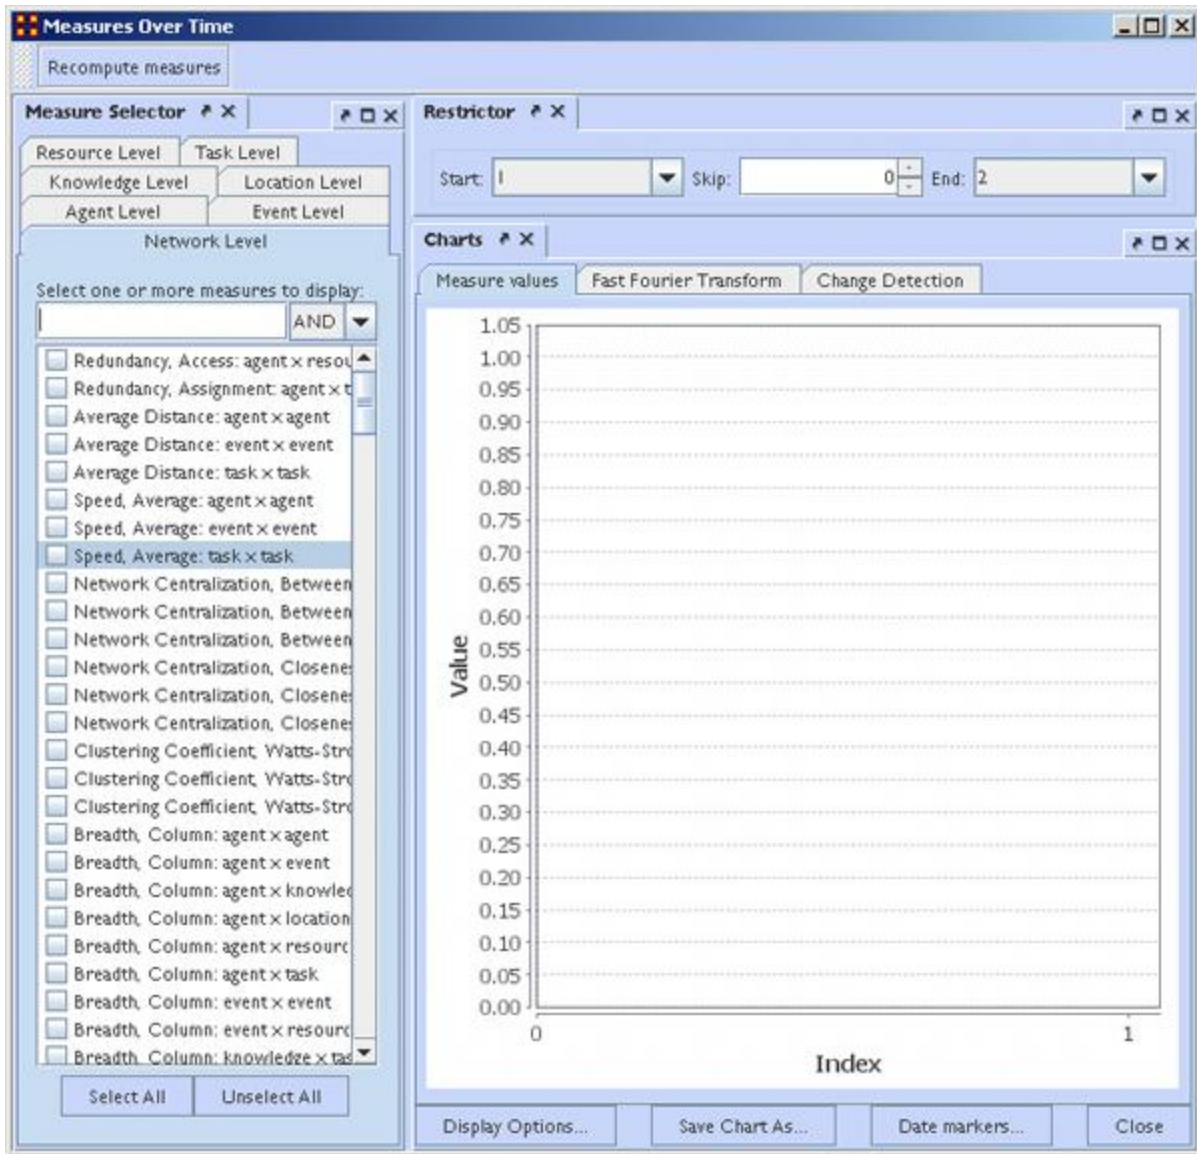 Measures Over Time
Recompute measures
Measure Selector
Resource Level
Task Level
Knowledge Level
Location Level
Agent Level
Event Level
Network Level
Select one or more measures to display:
AND
Redundancy, Access: agent × resou
Redundancy, Assignment: agent × t
Average Distance: agent × agent
Average Distance: event × event
Average Distance: task × task
Speed, Average: agent × agent
Speed, Average: event × event
Speed, Average: task × task
Network Centralization, Between
Network Centralization, Between
Network Centralization, Between
Network Centralization, Closene
Network Centralization, Closene
Network Centralization, Closene
Clustering Coefficient, Watts-Stro
Clustering Coefficient, Watts-Stro
Clustering Coefficient, Watts-Stro
Breadth, Column: agent × agent
Breadth, Column: agent × event
Breadth, Column: agent × knowled
Breadth, Column: agent × location
Breadth, Column: agent × resourc
Breadth, Column: agent × task
Breadth, Column: event × event
Breadth, Column: event × resourc
Breadth, Column: knowledge × tas
Select All
Unselect All
Restrictor
Start: 1 Skip: 0 End: 2
Charts
Measure values
Fast Fourier Transform
Change Detection
1.05
1.00
0.95
0.90
0.85
0.80
0.75
0.70
0.65
0.60
0.55
0.50
0.45
0.40
0.35
0.30
0.25
0.20
0.15
0.10
0.05
0.00
Value
0 1
Index
Display Options...
Save Chart As...
Date markers...
Close